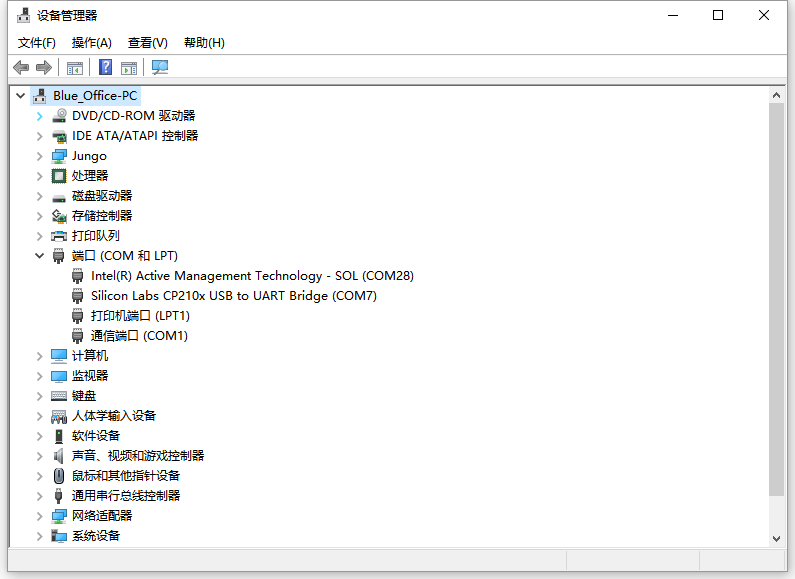 设备管理器
文件(F) 操作(A) 查看(V) 帮助(H)
Blue_Office-PC
DVD/CD-ROM 驱动器
IDE ATA/ATAPI 控制器
Jungo
处理器
磁盘驱动器
存储控制器
打印队列
端口 (COM 和 LPT)
Intel(R) Active Management Technology - SOL (COM28)
Silicon Labs CP210x USB to UART Bridge (COM7)
打印机端口 (LPT1)
通信端口 (COM1)
计算机
监视器
键盘
人体学输入设备
软件设备
声音、视频和游戏控制器
鼠标和其他指针设备
通用串行总线控制器
网络适配器
系统设备